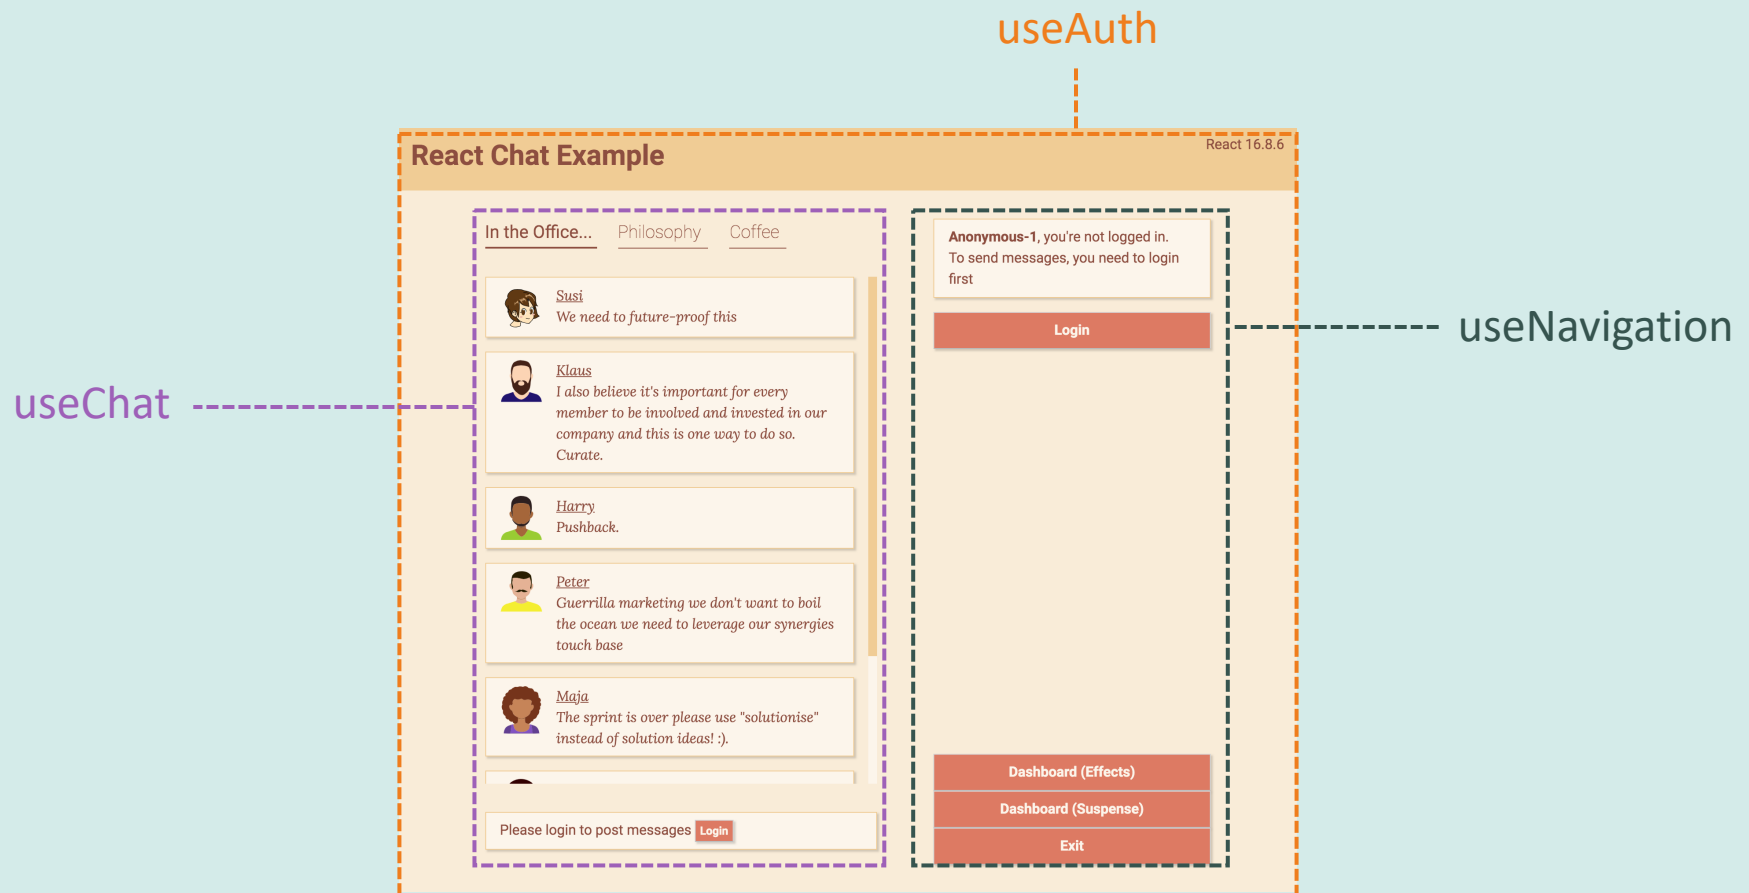 useAuth
React Chat Example
React 16.8.6
In the Office...
Philosophy
Coffee
Susi
We need to future-proof this
Klaus
I also believe it's important for every
member to be involved and invested in our
company and this is one way to do so.
Curate.
Harry
Pushback.
Peter
Guerrilla marketing we don't want to boil
the ocean we need to leverage our synergies
touch base
Maja
The sprint is over please use "solutionise"
instead of solution ideas! :).
Please login to post messages Login
Anonymous-1, you're not logged in.
To send messages, you need to login
first
Login
Dashboard (Effects)
Dashboard (Suspense)
Exit
useChat
useNavigation